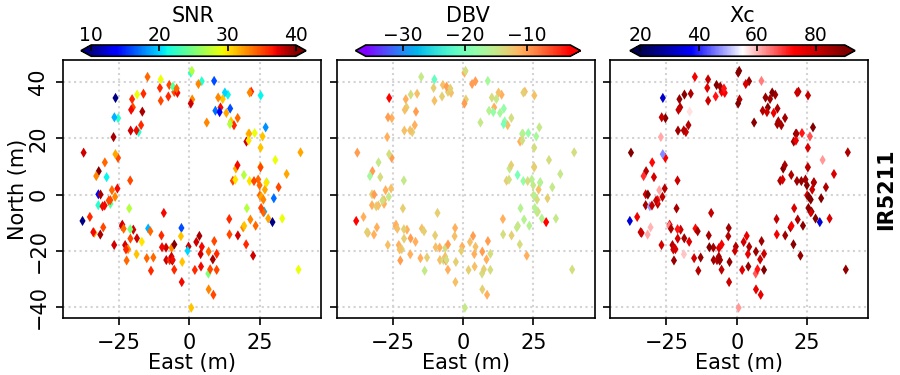 SNR DBV Xc
10 20 30 40 −30 −20 −10 20 40 60 80
40
20
0
−20
−40
North (m)
−25 0 25 −25 0 25 −25 0 25
East (m) East (m) East (m)
IR5211